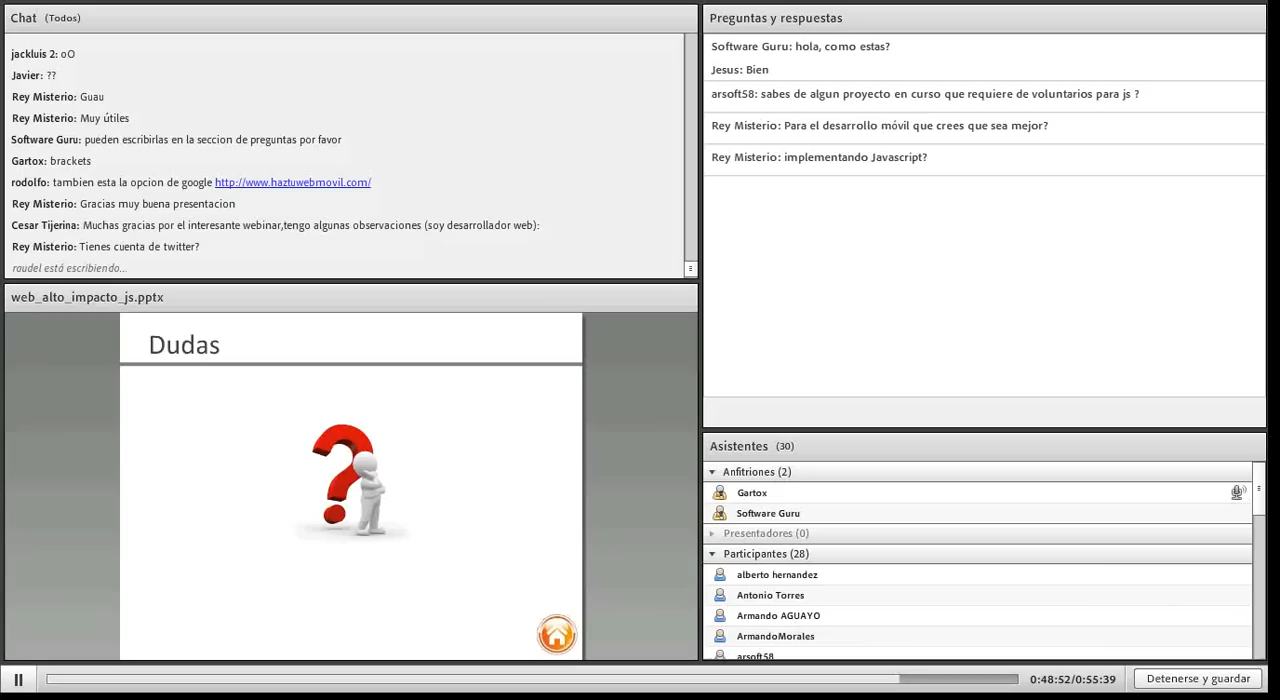 Chat (Todos)
jackluis 2: oO
Javier: ??
Rey Misterio: Guau
Rey Misterio: Muy útiles
Software Guru: pueden escribirlas en la seccion de preguntas por favor
Gartox: brackets
rodolfo: tambien esta la opcion de google http://www.haztuwebmovil.com/
Rey Misterio: Gracias muy buena presentacion
Cesar Tijerina: Muchas gracias por el interesante webinar,tengo algunas observaciones (soy desarrollador web):
Rey Misterio: Tienes cuenta de twitter?
raudel está escribiendo...
web_alto_impacto_js.pptx
Dudas
Preguntas y respuestas
Software Guru: hola, como estas?
Jesus: Bien
arsoft58: sabes de algun proyecto en curso que requiere de voluntarios para js ?
Rey Misterio: Para el desarrollo móvil que crees que sea mejor?
Rey Misterio: implementando Javascript?
Asistentes (30)
Anfitriones (2)
Gartox
Software Guru
Presentadores (0)
Participantes (28)
alberto hernandez
Antonio Torres
Armando AGUAYO
ArmandoMorales
arsoft58
0:48:52/0:55:39
Detenerse y guardar